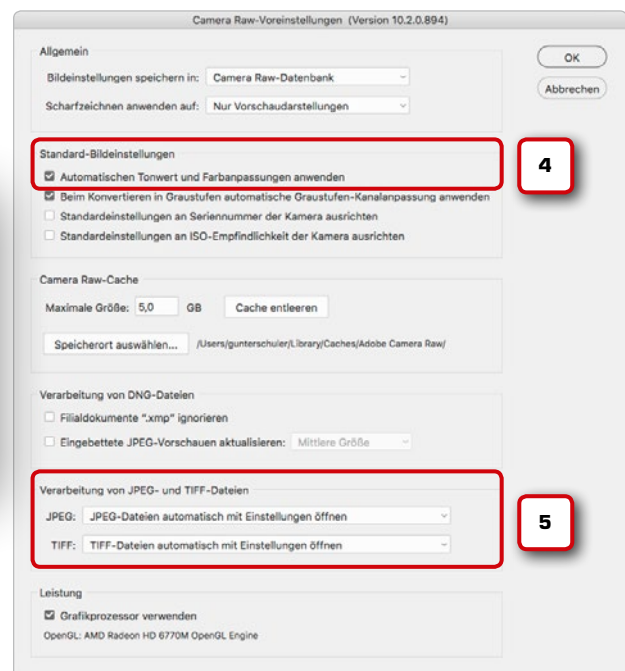 Camera Raw-Voreinstellungen (Version 10.2.0.894)
Allgemein
Bildeinstellungen speichern in: Camera Raw-Datenbank
Scharfzeichnen anwenden auf: Nur Vorschaudarstellungen
OK
Abbrechen
Standard-Bildeinstellungen
Automatischen Tonwert und Farbanpassungen anwenden
4
Beim Konvertieren in Graustufen automatische Graustufen-Kanalanpassung anwenden
Standardeinstellungen an Seriennummer der Kamera ausrichten
Standardeinstellungen an ISO-Empfindlichkeit der Kamera ausrichten
Camera Raw-Cache
Maximale Größe: 5,0 GB Cache entleeren
Speicherort auswählen... /Users/gunterschuler/Library/Caches/Adobe Camera Raw/
Verarbeitung von DNG-Dateien
Filialdokumente ".xmp" ignorieren
Eingebettete JPEG-Vorschauen aktualisieren: Mittlere Größe
Verarbeitung von JPEG- und TIFF-Dateien
JPEG: JPEG-Dateien automatisch mit Einstellungen öffnen
TIFF: TIFF-Dateien automatisch mit Einstellungen öffnen
5
Leistung
Grafikprozessor verwenden
OpenGL: AMD Radeon HD 6770M OpenGL Engine